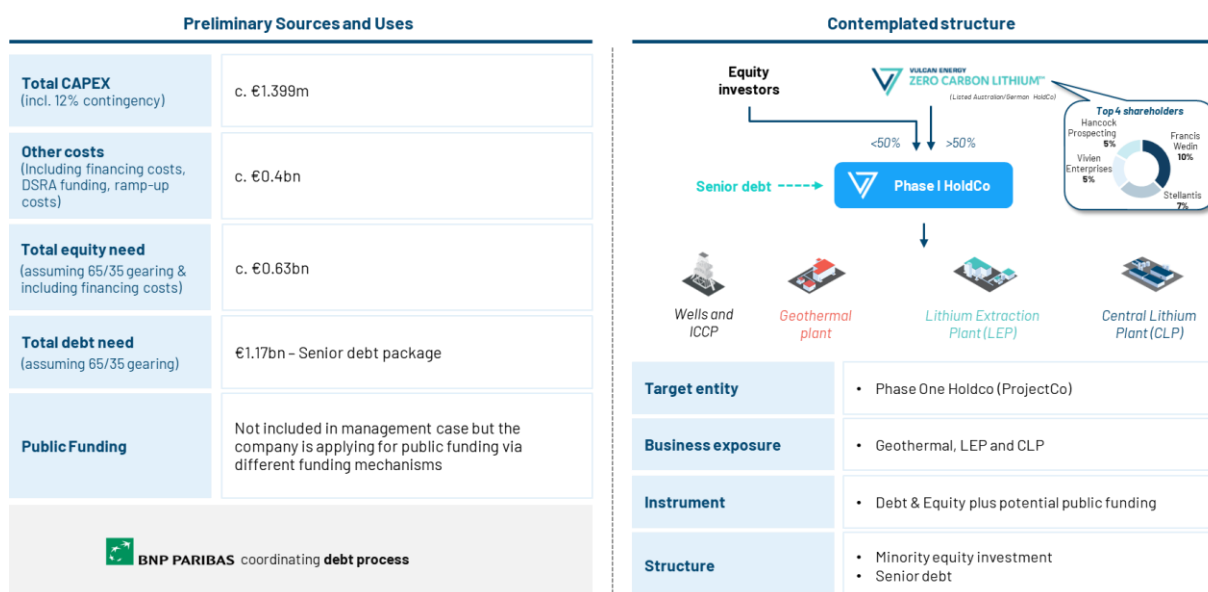 Preliminary Sources and Uses
Total CAPEX
(incl. 12% contingency)
c. €1.399m
Other costs
(Including financing costs,
DSRA funding, ramp-up
costs)
c. €0.4bn
Total equity need
(assuming 65/35 gearing &
including financing costs)
c. €0.63bn
Total debt need
(assuming 65/35 gearing)
€1.17bn – Senior debt package
Public Funding
Not included in management case but the
company is applying for public funding via
different funding mechanisms
BNP PARIBAS coordinating debt process
Contemplated structure
Equity
investors
VULCAN ENERGY
ZERO CARBON LITHIUM™
(Listed Australian/German HoldCo)
Top 4 shareholders
Hancock
Prospecting
5%
Francis
Wedin
10%
Vivien
Enterprises
5%
Stellantis
7%
<50%
>50%
Senior debt
Phase I HoldCo
Wells and
ICCP
Geothermal
plant
Lithium Extraction
Plant (LEP)
Central Lithium
Plant (CLP)
Target entity
• Phase One Holdco (ProjectCo)
Business exposure
• Geothermal, LEP and CLP
Instrument
• Debt & Equity plus potential public funding
Structure
• Minority equity investment
• Senior debt